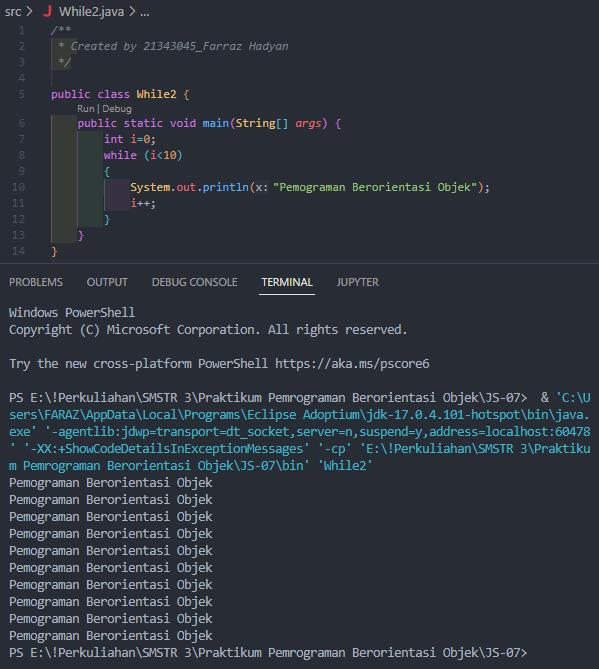 src > J While2.java > ...
1 /**
2 * Created by 21343045_Farraz Hadyan
3 */
4
5 public class While2 {
Run | Debug
6 public static void main(String[] args) {
7 int i=0;
8 while (i<10)
9 {
10 System.out.println(x: "Pemograman Berorientasi Objek");
11 i++;
12 }
13 }
14 }
PROBLEMS OUTPUT DEBUG CONSOLE TERMINAL JUPYTER
Windows PowerShell
Copyright (C) Microsoft Corporation. All rights reserved.
Try the new cross-platform PowerShell https://aka.ms/pscore6
PS E:\!Perkuliahan\SMSTR 3\Praktikum Pemrograman Berorientasi Objek\JS-07>  & 'C:\U
sers\FARAZ\AppData\Local\Programs\Eclipse Adoptium\jdk-17.0.4.101-hotspot\bin\java.
exe' '-agentlib:jdwp=transport=dt_socket,server=n,suspend=y,address=localhost:60478
' '-XX:+ShowCodeDetailsInExceptionMessages' '-cp' 'E:\!Perkuliahan\SMSTR 3\Praktiku
m Pemrograman Berorientasi Objek\JS-07\bin' 'While2'
Pemograman Berorientasi Objek
Pemograman Berorientasi Objek
Pemograman Berorientasi Objek
Pemograman Berorientasi Objek
Pemograman Berorientasi Objek
Pemograman Berorientasi Objek
Pemograman Berorientasi Objek
Pemograman Berorientasi Objek
Pemograman Berorientasi Objek
Pemograman Berorientasi Objek
PS E:\!Perkuliahan\SMSTR 3\Praktikum Pemrograman Berorientasi Objek\JS-07>